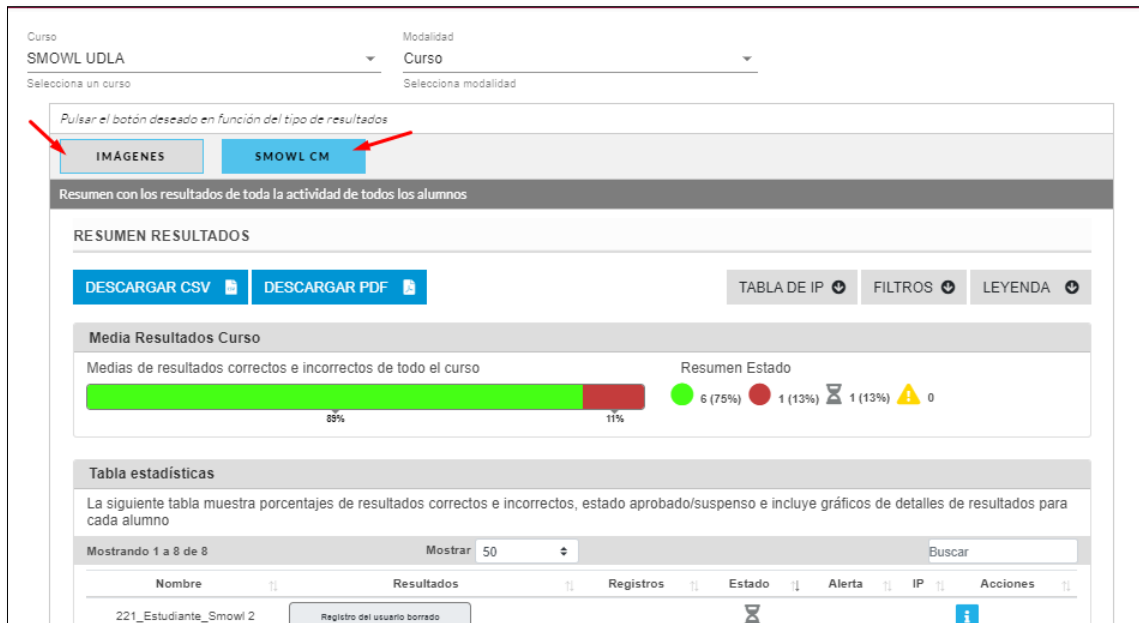 Curso Modalidad
SMOWL UDLA Curso
Selecciona un curso Selecciona modalidad
Pulsar el botón deseado en función del tipo de resultados
IMÁGENES SMOWL CM
Resumen con los resultados de toda la actividad de todos los alumnos
RESUMEN RESULTADOS
DESCARGAR CSV DESCARGAR PDF TABLA DE IP FILTROS LEYENDA
Media Resultados Curso
Medias de resultados correctos e incorrectos de todo el curso Resumen Estado
6 (75%) 1 (13%) 1 (13%) 0
89% 11%
Tabla estadísticas
La siguiente tabla muestra porcentajes de resultados correctos e incorrectos, estado aprobado/suspenso e incluye gráficos de detalles de resultados para
cada alumno
Mostrando 1 a 8 de 8 Mostrar 50 Buscar
Nombre Resultados Registros Estado Alerta IP Acciones
221_Estudiante_Smowl 2 Registro del usuario borrado